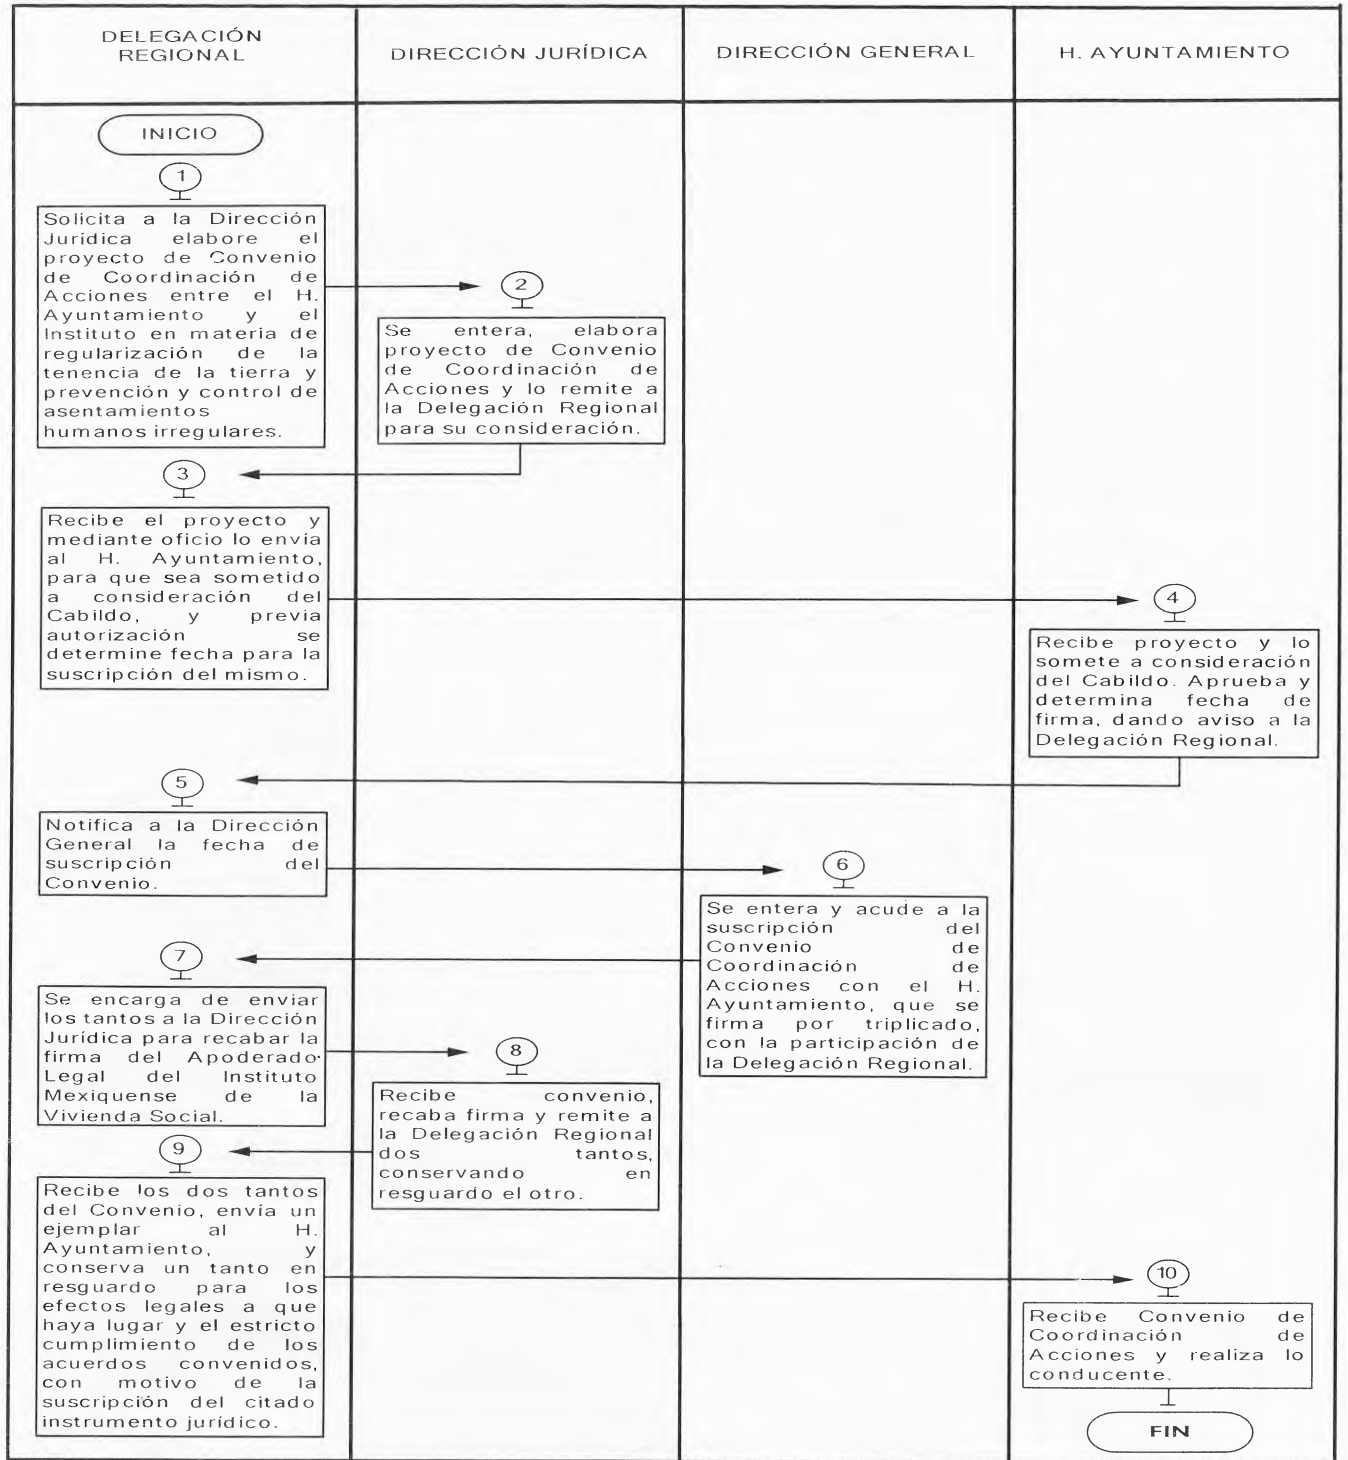 DELEGACIÓN
REGIONAL
DIRECCIÓN JURÍDICA
DIRECCIÓN GENERAL
H. AYUNTAMIENTO
INICIO
1
Solicita a la Dirección
Jurídica elabore el
proyecto de Convenio
de Coordinación de
Acciones entre el H.
Ayuntamiento y el
Instituto en materia de
regularización de la
tenencia de la tierra y
prevención y control de
asentamientos
humanos irregulares.
2
Se entera, elabora
proyecto de Convenio
de Coordinación de
Acciones y lo remite a
la Delegación Regional
para su consideración.
3
Recibe el proyecto y
mediante oficio lo envía
al H. Ayuntamiento,
para que sea sometido
a consideración del
Cabildo, y previa
autorización se
determine fecha para la
suscripción del mismo.
4
Recibe proyecto y lo
somete a consideración
del Cabildo. Aprueba y
determina fecha de
firma, dando aviso a la
Delegación Regional.
5
Notifica a la Dirección
General la fecha de
suscripción del
Convenio.
6
Se entera y acude a la
suscripción del
Convenio de
Coordinación de
Acciones con el H.
Ayuntamiento, que se
firma por triplicado,
con la participación de
la Delegación Regional.
7
Se encarga de enviar
los tantos a la Dirección
Jurídica para recabar la
firma del Apoderado
Legal del Instituto
Mexiquense de la
Vivienda Social.
8
Recibe convenio,
recaba firma y remite a
la Delegación Regional
dos tantos,
conservando en
resguardo el otro.
9
Recibe los dos tantos
del Convenio, envía un
ejemplar al H.
Ayuntamiento, y
conserva un tanto en
resguardo para los
efectos legales a que
haya lugar y el estricto
cumplimiento de los
acuerdos convenidos,
con motivo de la
suscripción del citado
instrumento jurídico.
10
Recibe Convenio de
Coordinación de
Acciones y realiza lo
conducente.
FIN